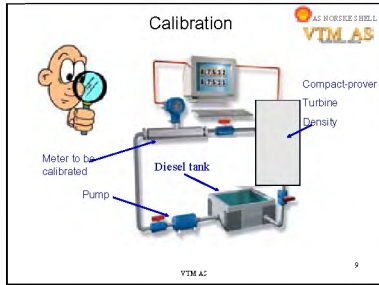 Calibration
AS NORSKE SHELL
VTM AS
Compact-prover
Turbine
Density
Meter to be
calibrated
Diesel tank
Pump
VTM AS
9